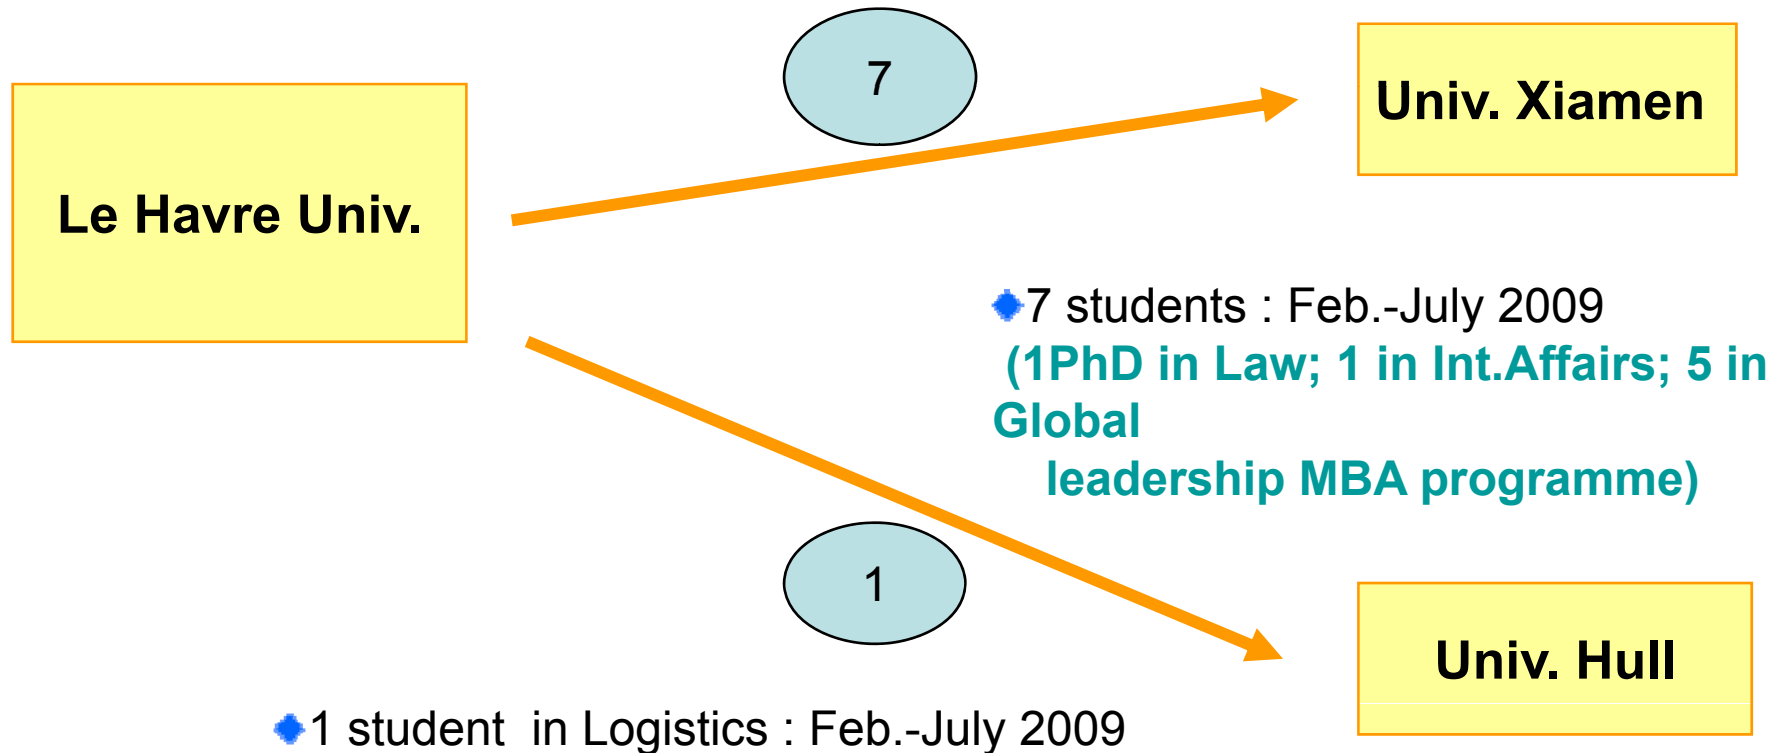 7
Univ. Xiamen
Le Havre Univ.
7 students : Feb.-July 2009
(1PhD in Law; 1 in Int.Affairs; 5 in
Global
leadership MBA programme)
1
Univ. Hull
1 student in Logistics : Feb.-July 2009